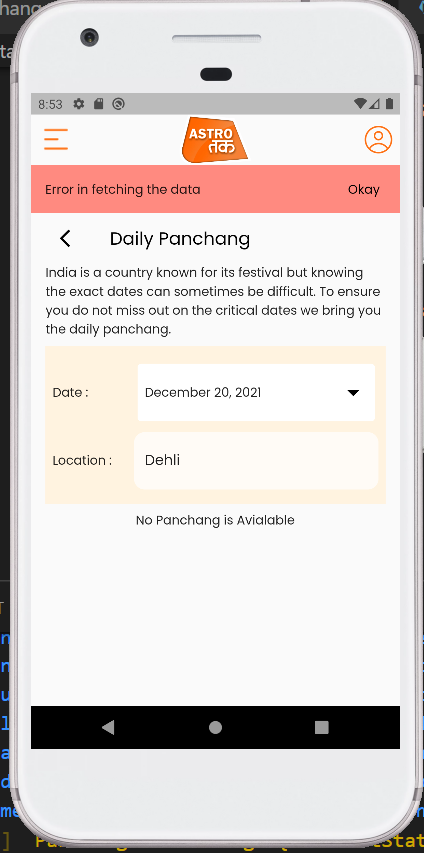 hang
8:53
ASTRO
तक
Error in fetching the data Okay
Daily Panchang
India is a country known for its festival but knowing
the exact dates can sometimes be difficult. To ensure
you do not miss out on the critical dates we bring you
the daily panchang.
Date : December 20, 2021
Location : Dehli
No Panchang is Avialable